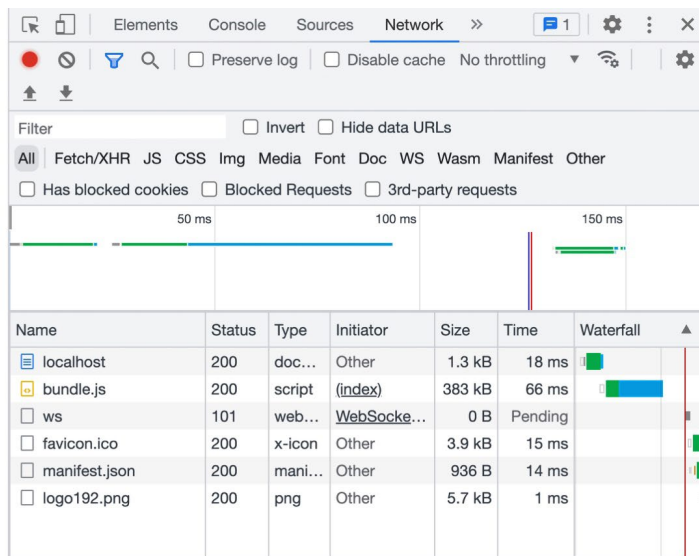 Elements Console Sources Network 1
Preserve log Disable cache No throttling
Filter Invert Hide data URLs
All Fetch/XHR JS CSS Img Media Font Doc WS Wasm Manifest Other
Has blocked cookies Blocked Requests 3rd-party requests
50 ms 100 ms 150 ms
Name Status Type Initiator Size Time Waterfall
localhost 200 doc... Other 1.3 kB 18 ms
bundle.js 200 script (index) 383 kB 66 ms
ws 101 web... WebSocke... 0 B Pending
favicon.ico 200 x-icon Other 3.9 kB 15 ms
manifest.json 200 mani... Other 936 B 14 ms
logo192.png 200 png Other 5.7 kB 1 ms